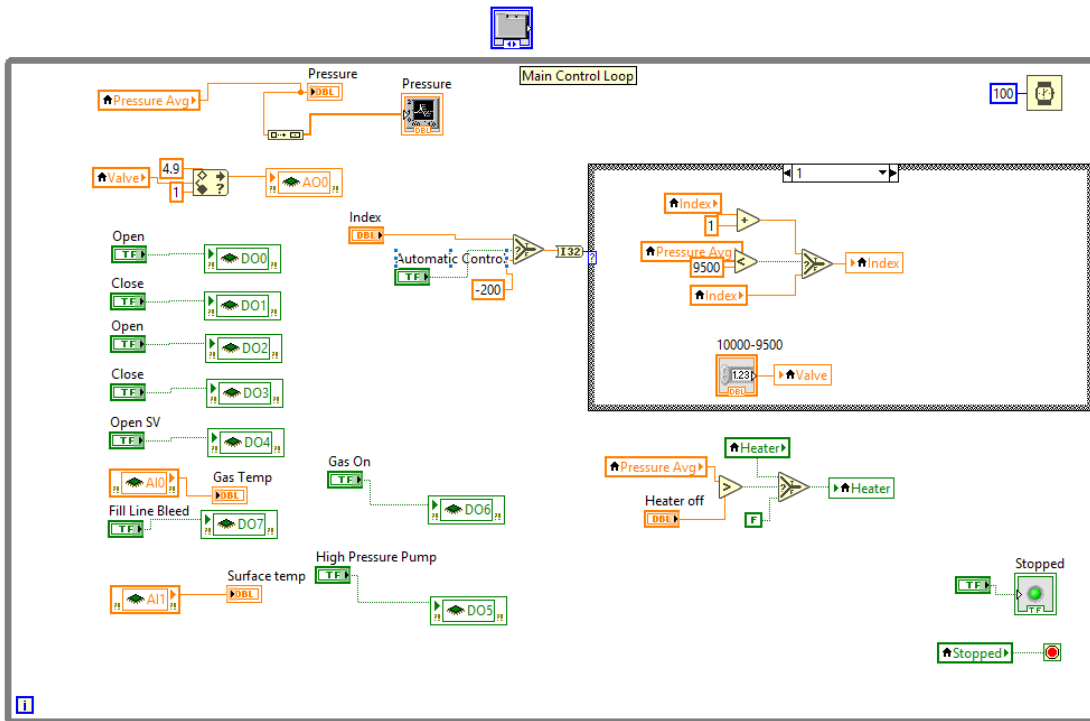 Main Control Loop
Pressure
Pressure
Pressure Avg
DBL
DBL
100
4.9
Valve
1
AO0
1
Index
Index
DBL
1
Open
TF
DO0
Automatic Control
TF
I32
Pressure Avg
9500
Index
-200
Index
Close
TF
DO1
Open
TF
DO2
10000-9500
1.23
DBL
Valve
Close
TF
DO3
Open SV
TF
DO4
Heater
AI0
Gas Temp
DBL
Gas On
TF
Pressure Avg
Heater
Fill Line Bleed
TF
DO7
DO6
Heater off
DBL
F
High Pressure Pump
TF
Stopped
AI1
Surface temp
DBL
DO5
TF
TF
Stopped
i